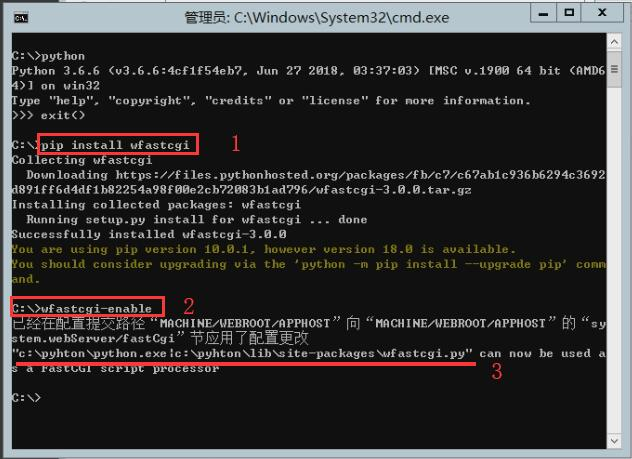 管理员: C:\Windows\System32\cmd.exe
C:\>python
Python 3.6.6 (v3.6.6:4cf1f54eb7, Jun 27 2018, 03:37:03) [MSC v.1900 64 bit (AMD6
4)] on win32
Type "help", "copyright", "credits" or "license" for more information.
>>> exit()
C:\>pip install wfastcgi 1
Collecting wfastcgi
Downloading https://files.pythonhosted.org/packages/fb/c7/c67ab1c936b6294c3692
d891ff6d4df1b82254a98f00e2cb72083b1ad796/wfastcgi-3.0.0.tar.gz
Installing collected packages: wfastcgi
Running setup.py install for wfastcgi ... done
Successfully installed wfastcgi-3.0.0
You are using pip version 10.0.1, however version 18.0 is available.
You should consider upgrading via the 'python -m pip install --upgrade pip' comm
and.
C:\>wfastcgi-enable 2
已经在配置提交路径“MACHINE/WEBROOT/APPHOST”向“MACHINE/WEBROOT/APPHOST”的“sy
stem.webServer/fastCgi”节应用了配置更改
"c:\pyhton\python.exe|c:\pyhton\lib\site-packages\wfastcgi.py" can now be used a
s a FastCGI script processor
3
C:\>